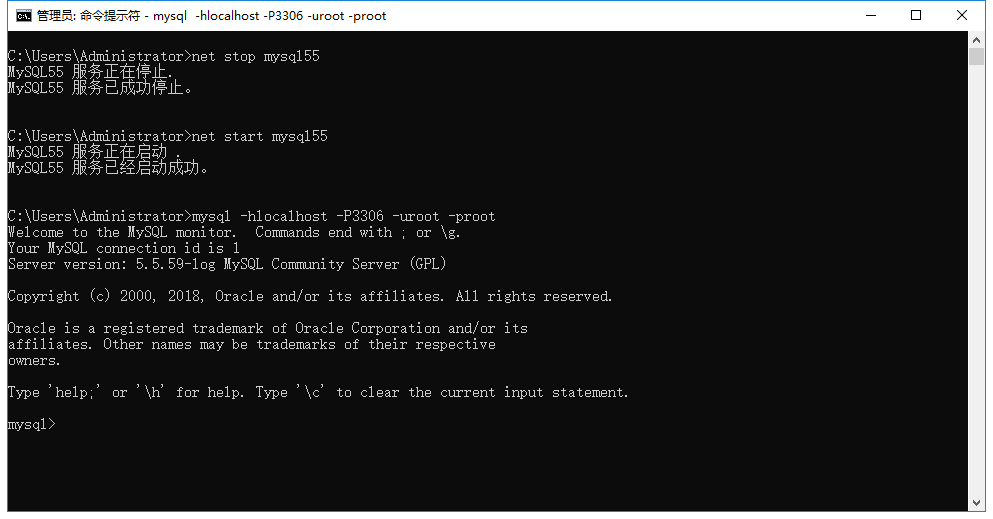 管理员: 命令提示符 - mysql  -hlocalhost -P3306 -uroot -proot
C:\Users\Administrator>net stop mysql55
MySQL55 服务正在停止.
MySQL55 服务已成功停止。
C:\Users\Administrator>net start mysql55
MySQL55 服务正在启动 .
MySQL55 服务已经启动成功。
C:\Users\Administrator>mysql -hlocalhost -P3306 -uroot -proot
Welcome to the MySQL monitor.  Commands end with ; or \g.
Your MySQL connection id is 1
Server version: 5.5.59-log MySQL Community Server (GPL)
Copyright (c) 2000, 2018, Oracle and/or its affiliates. All rights reserved.
Oracle is a registered trademark of Oracle Corporation and/or its
affiliates. Other names may be trademarks of their respective
owners.
Type 'help;' or '\h' for help. Type '\c' to clear the current input statement.
mysql>